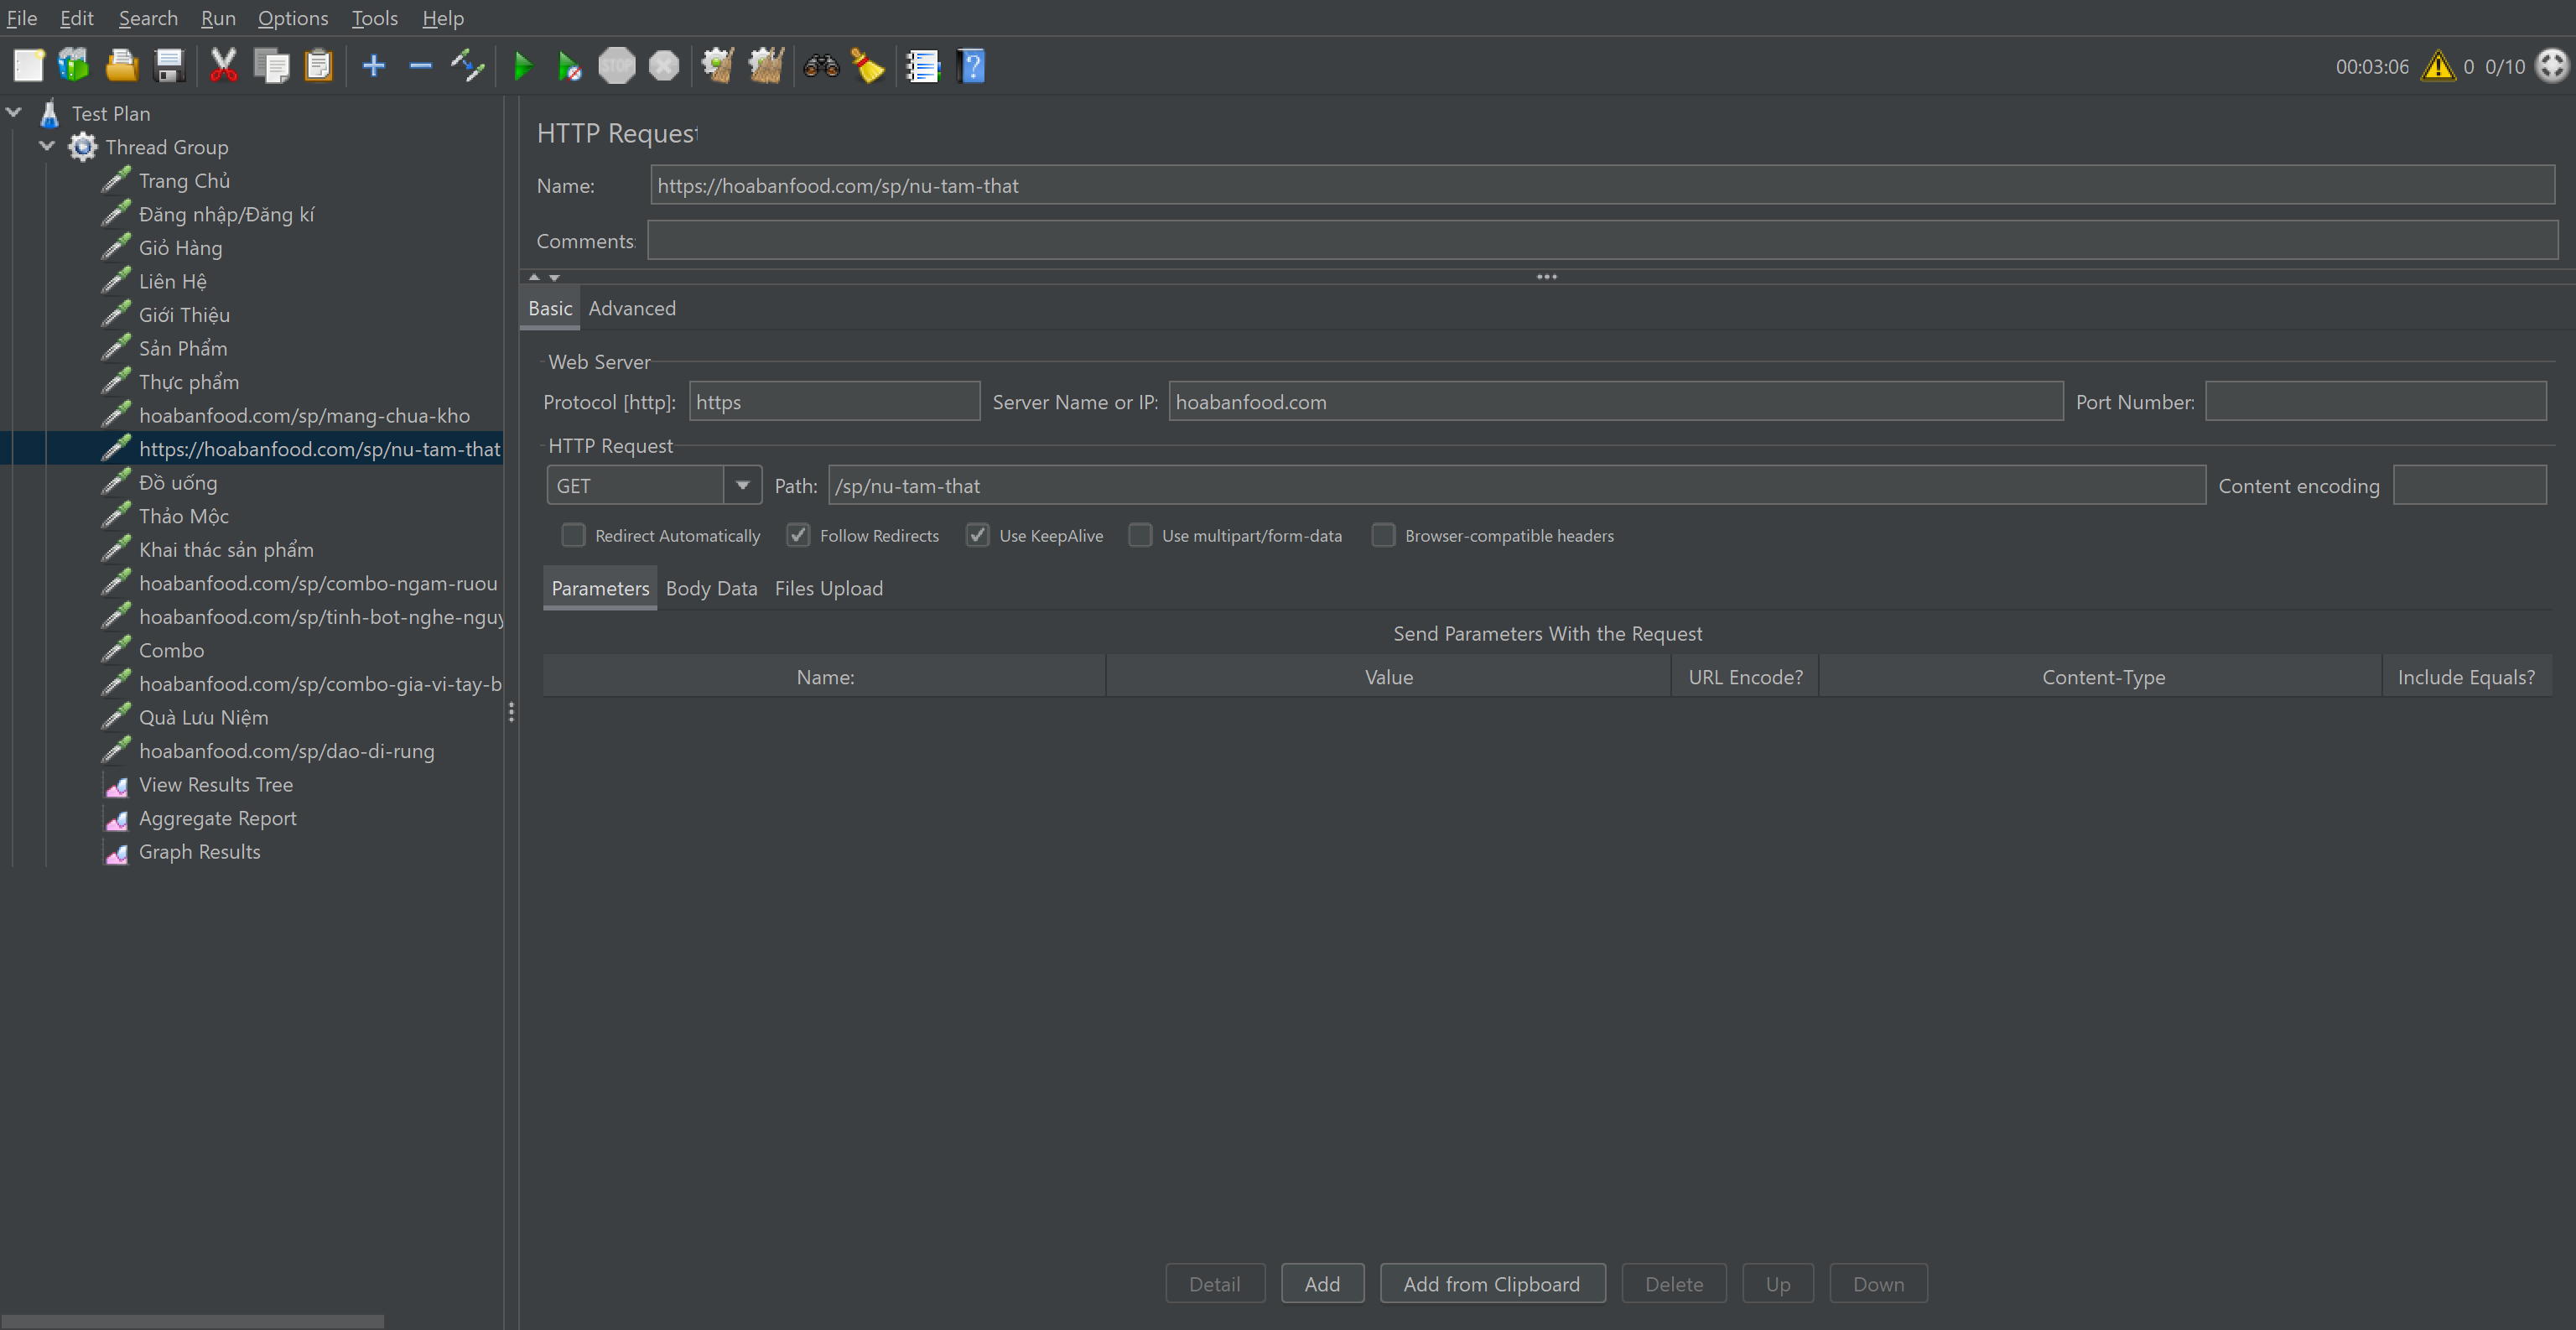 File Edit Search Run Options Tools Help
STOP
00:03:06 0 0/10
Test Plan
Thread Group
Trang Chủ
Đăng nhập/Đăng kí
Giỏ Hàng
Liên Hệ
Giới Thiệu
Sản Phẩm
Thực phẩm
hoabanfood.com/sp/mang-chua-kho
https://hoabanfood.com/sp/nu-tam-that
Đồ uống
Thảo Mộc
Khai thác sản phẩm
hoabanfood.com/sp/combo-ngam-ruou
hoabanfood.com/sp/tinh-bot-nghe-nguy
Combo
hoabanfood.com/sp/combo-gia-vi-tay-b
Quà Lưu Niệm
hoabanfood.com/sp/dao-di-rung
View Results Tree
Aggregate Report
Graph Results
HTTP Request
Name: https://hoabanfood.com/sp/nu-tam-that
Comments:
Basic Advanced
Web Server
Protocol [http]: https Server Name or IP: hoabanfood.com Port Number:
HTTP Request
GET Path: /sp/nu-tam-that Content encoding
Redirect Automatically Follow Redirects Use KeepAlive Use multipart/form-data Browser-compatible headers
Parameters Body Data Files Upload
Send Parameters With the Request
Name: Value URL Encode? Content-Type Include Equals?
Detail Add Add from Clipboard Delete Up Down